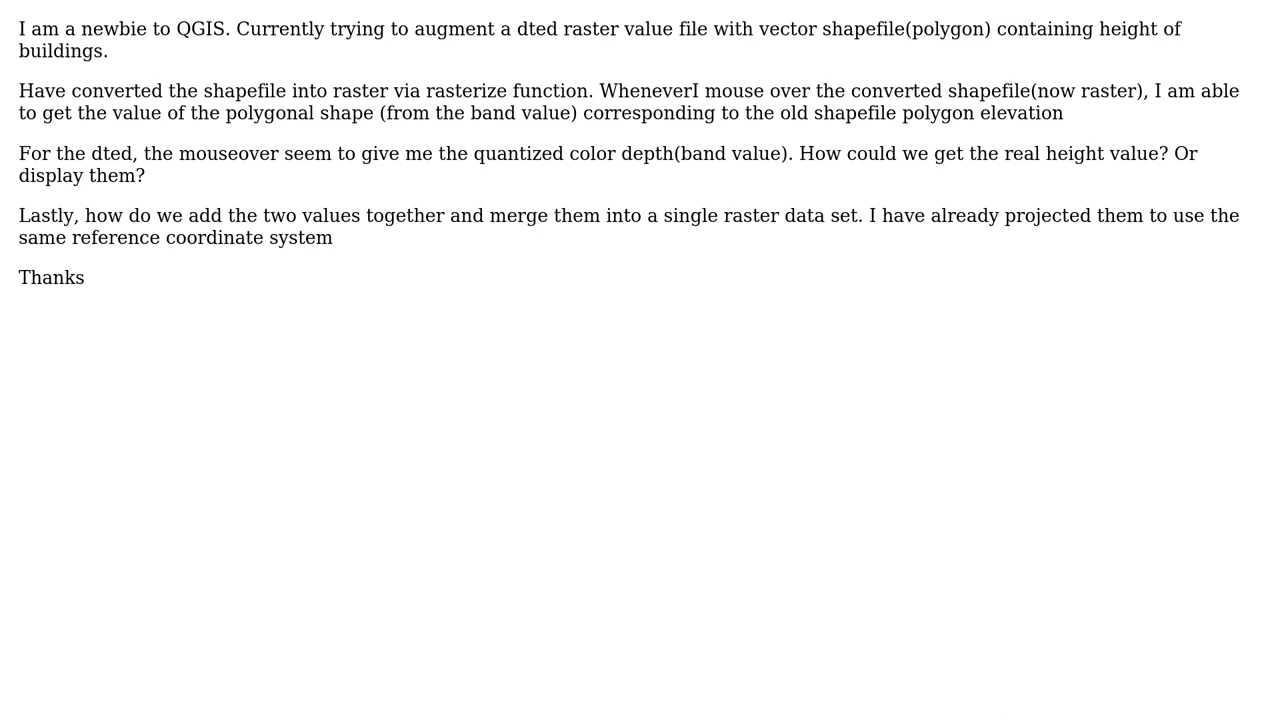 I am a newbie to QGIS. Currently trying to augment a dted raster value file with vector shapefile(polygon) containing height of
buildings.
Have converted the shapefile into raster via rasterize function. WheneverI mouse over the converted shapefile(now raster), I am able
to get the value of the polygonal shape (from the band value) corresponding to the old shapefile polygon elevation
For the dted, the mouseover seem to give me the quantized color depth(band value). How could we get the real height value? Or
display them?
Lastly, how do we add the two values together and merge them into a single raster data set. I have already projected them to use the
same reference coordinate system
Thanks